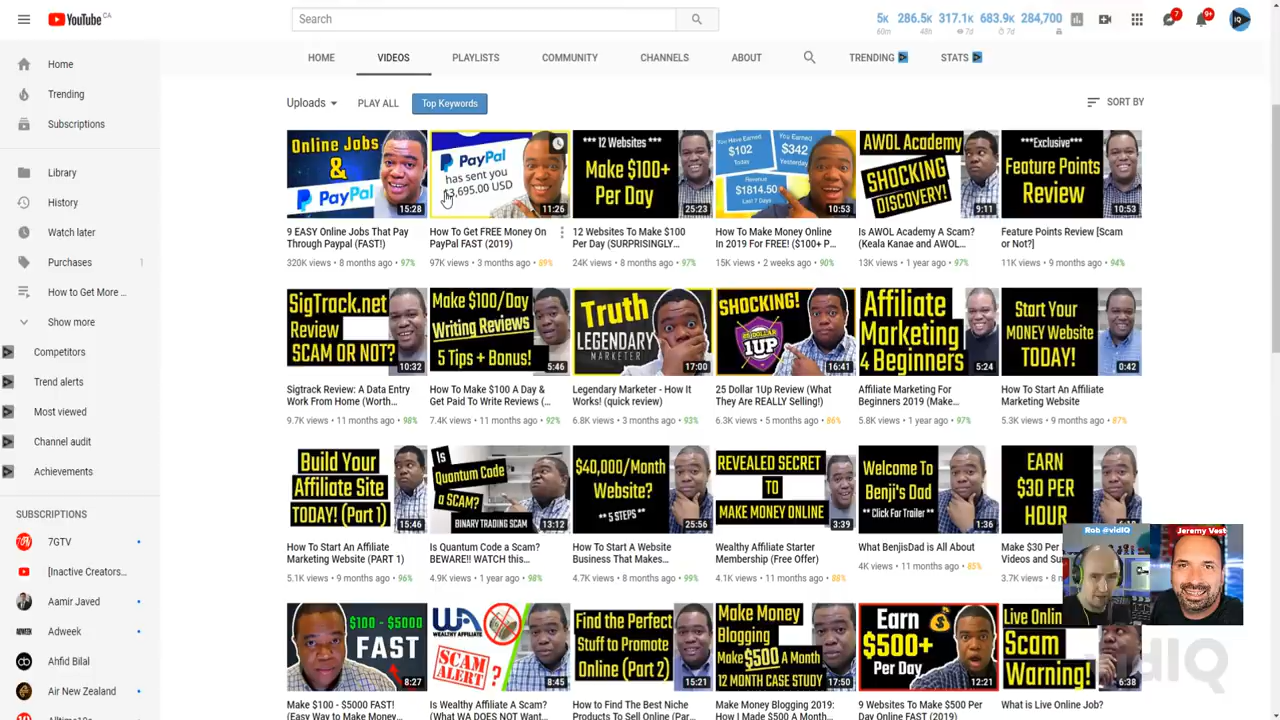 YouTube CA
Search
5k 286.5k 317.1k 683.9k 284,700
60m 48h 7d 7d
7 9+
IQ
HOME VIDEOS PLAYLISTS COMMUNITY CHANNELS ABOUT TRENDING STATS
Uploads PLAY ALL Top Keywords SORT BY
Home
Trending
Subscriptions
Library
History
Watch later
Purchases 1
How to Get More ...
Show more
Competitors
Trend alerts
Most viewed
Channel audit
Achievements
SUBSCRIPTIONS
7GTV
[Inactive Creators...
Aamir Javed
Adweek
Ahfid Bilal
Air New Zealand
Online Jobs
&
PayPal
15:28
9 EASY Online Jobs That Pay
Through Paypal (FAST!)
320K views • 8 months ago • 97%
PayPal
has sent you
$3,695.00 USD
11:26
How To Get FREE Money On
PayPal FAST (2019)
97K views • 3 months ago • 89%
*** 12 Websites ***
Make $100+
Per Day
25:23
12 Websites To Make $100
Per Day (SURPRISINGLY...
24K views • 8 months ago • 97%
You Have Earned
$102
Today
You Earned
$342
Yesterday
Revenue
$1814.50
Last 7 Days
10:53
How To Make Money Online
In 2019 For FREE! ($100+ P...
15K views • 2 weeks ago • 90%
AWOL Academy
SHOCKING
DISCOVERY!
9:11
Is AWOL Academy A Scam?
(Keala Kanae and AWOL...
13K views • 1 year ago • 97%
*Exclusive*
Feature Points
Review
10:53
Feature Points Review [Scam
or Not?]
11K views • 9 months ago • 94%
SigTrack.net
Review
SCAM OR NOT?
10:32
Sigtrack Review: A Data Entry
Work From Home (Worth...
9.7K views • 11 months ago • 98%
Make $100/Day
Writing Reviews
5 Tips + Bonus!
5:46
How To Make $100 A Day &
Get Paid To Write Reviews (...
7.4K views • 11 months ago • 92%
Truth
LEGENDARY
MARKETER
17:00
Legendary Marketer - How It
Works! (quick review)
6.8K views • 3 months ago • 93%
SHOCKING!
1UP
16:41
25 Dollar 1Up Review (What
They Are REALLY Selling!)
6.3K views • 5 months ago • 86%
Affiliate
Marketing
4 Beginners
5:24
Affiliate Marketing For
Beginners 2019 (Make...
5.8K views • 1 year ago • 97%
Start Your
MONEY Website
TODAY!
0:42
How To Start An Affiliate
Marketing Website
5.3K views • 9 months ago • 87%
Build Your
Affiliate Site
TODAY! (Part 1)
15:46
How To Start An Affiliate
Marketing Website (PART 1)
5.1K views • 9 months ago • 96%
Is
Quantum Code
a SCAM?
BINARY TRADING SCAM
13:12
Is Quantum Code a Scam?
BEWARE!! WATCH this...
4.9K views • 1 year ago • 98%
$40,000/Month
Website?
** 5 STEPS **
25:56
How To Start A Website
Business That Makes...
4.7K views • 8 months ago • 99%
REVEALED SECRET
TO
MAKE MONEY ONLINE
3:39
Wealthy Affiliate Starter
Membership (Free Offer)
4.1K views • 11 months ago • 88%
Welcome To
Benji's Dad
** Click For Trailer **
1:36
What BenjisDad is All About
4K views • 11 months ago • 85%
EARN
$30 PER
HOUR
Make $30 Per
Videos and Su
3.7K views • 8
Rob @vidIQ
Jeremy Vest
$100 - $5000
FAST
8:27
Make $100 - $5000 FAST!
(Easy Way to Make Money...
WA
WEALTHY AFFILIATE
SCAM
ALERT ?
8:45
Is Wealthy Affiliate A Scam?
(What WA DOES NOT Want...
Find the Perfect
Stuff to Promote
Online (Part 2)
15:21
How to Find The Best Niche
Products To Sell Online (Par...
Make Money
Blogging
Make $500 A Month
12 MONTH CASE STUDY
17:50
Make Money Blogging 2019:
How I Made $500 A Month...
Earn
$500+
Per Day
12:21
9 Websites To Make $500 Per
Day Online FAST (2019)
Live Onlin
Scam
Warning!
6:38
What is Live Online Job?
vidIQ